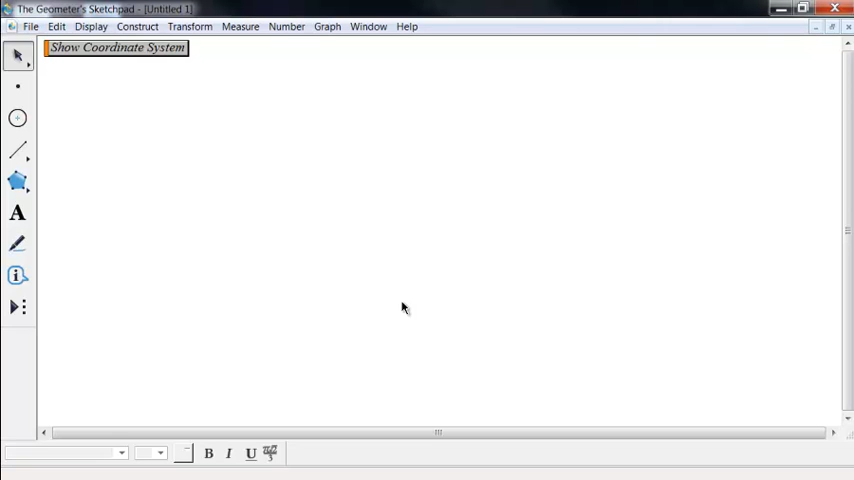 The Geometer's Sketchpad - [Untitled 1]
File Edit Display Construct Transform Measure Number Graph Window Help
Show Coordinate System
A
B I U